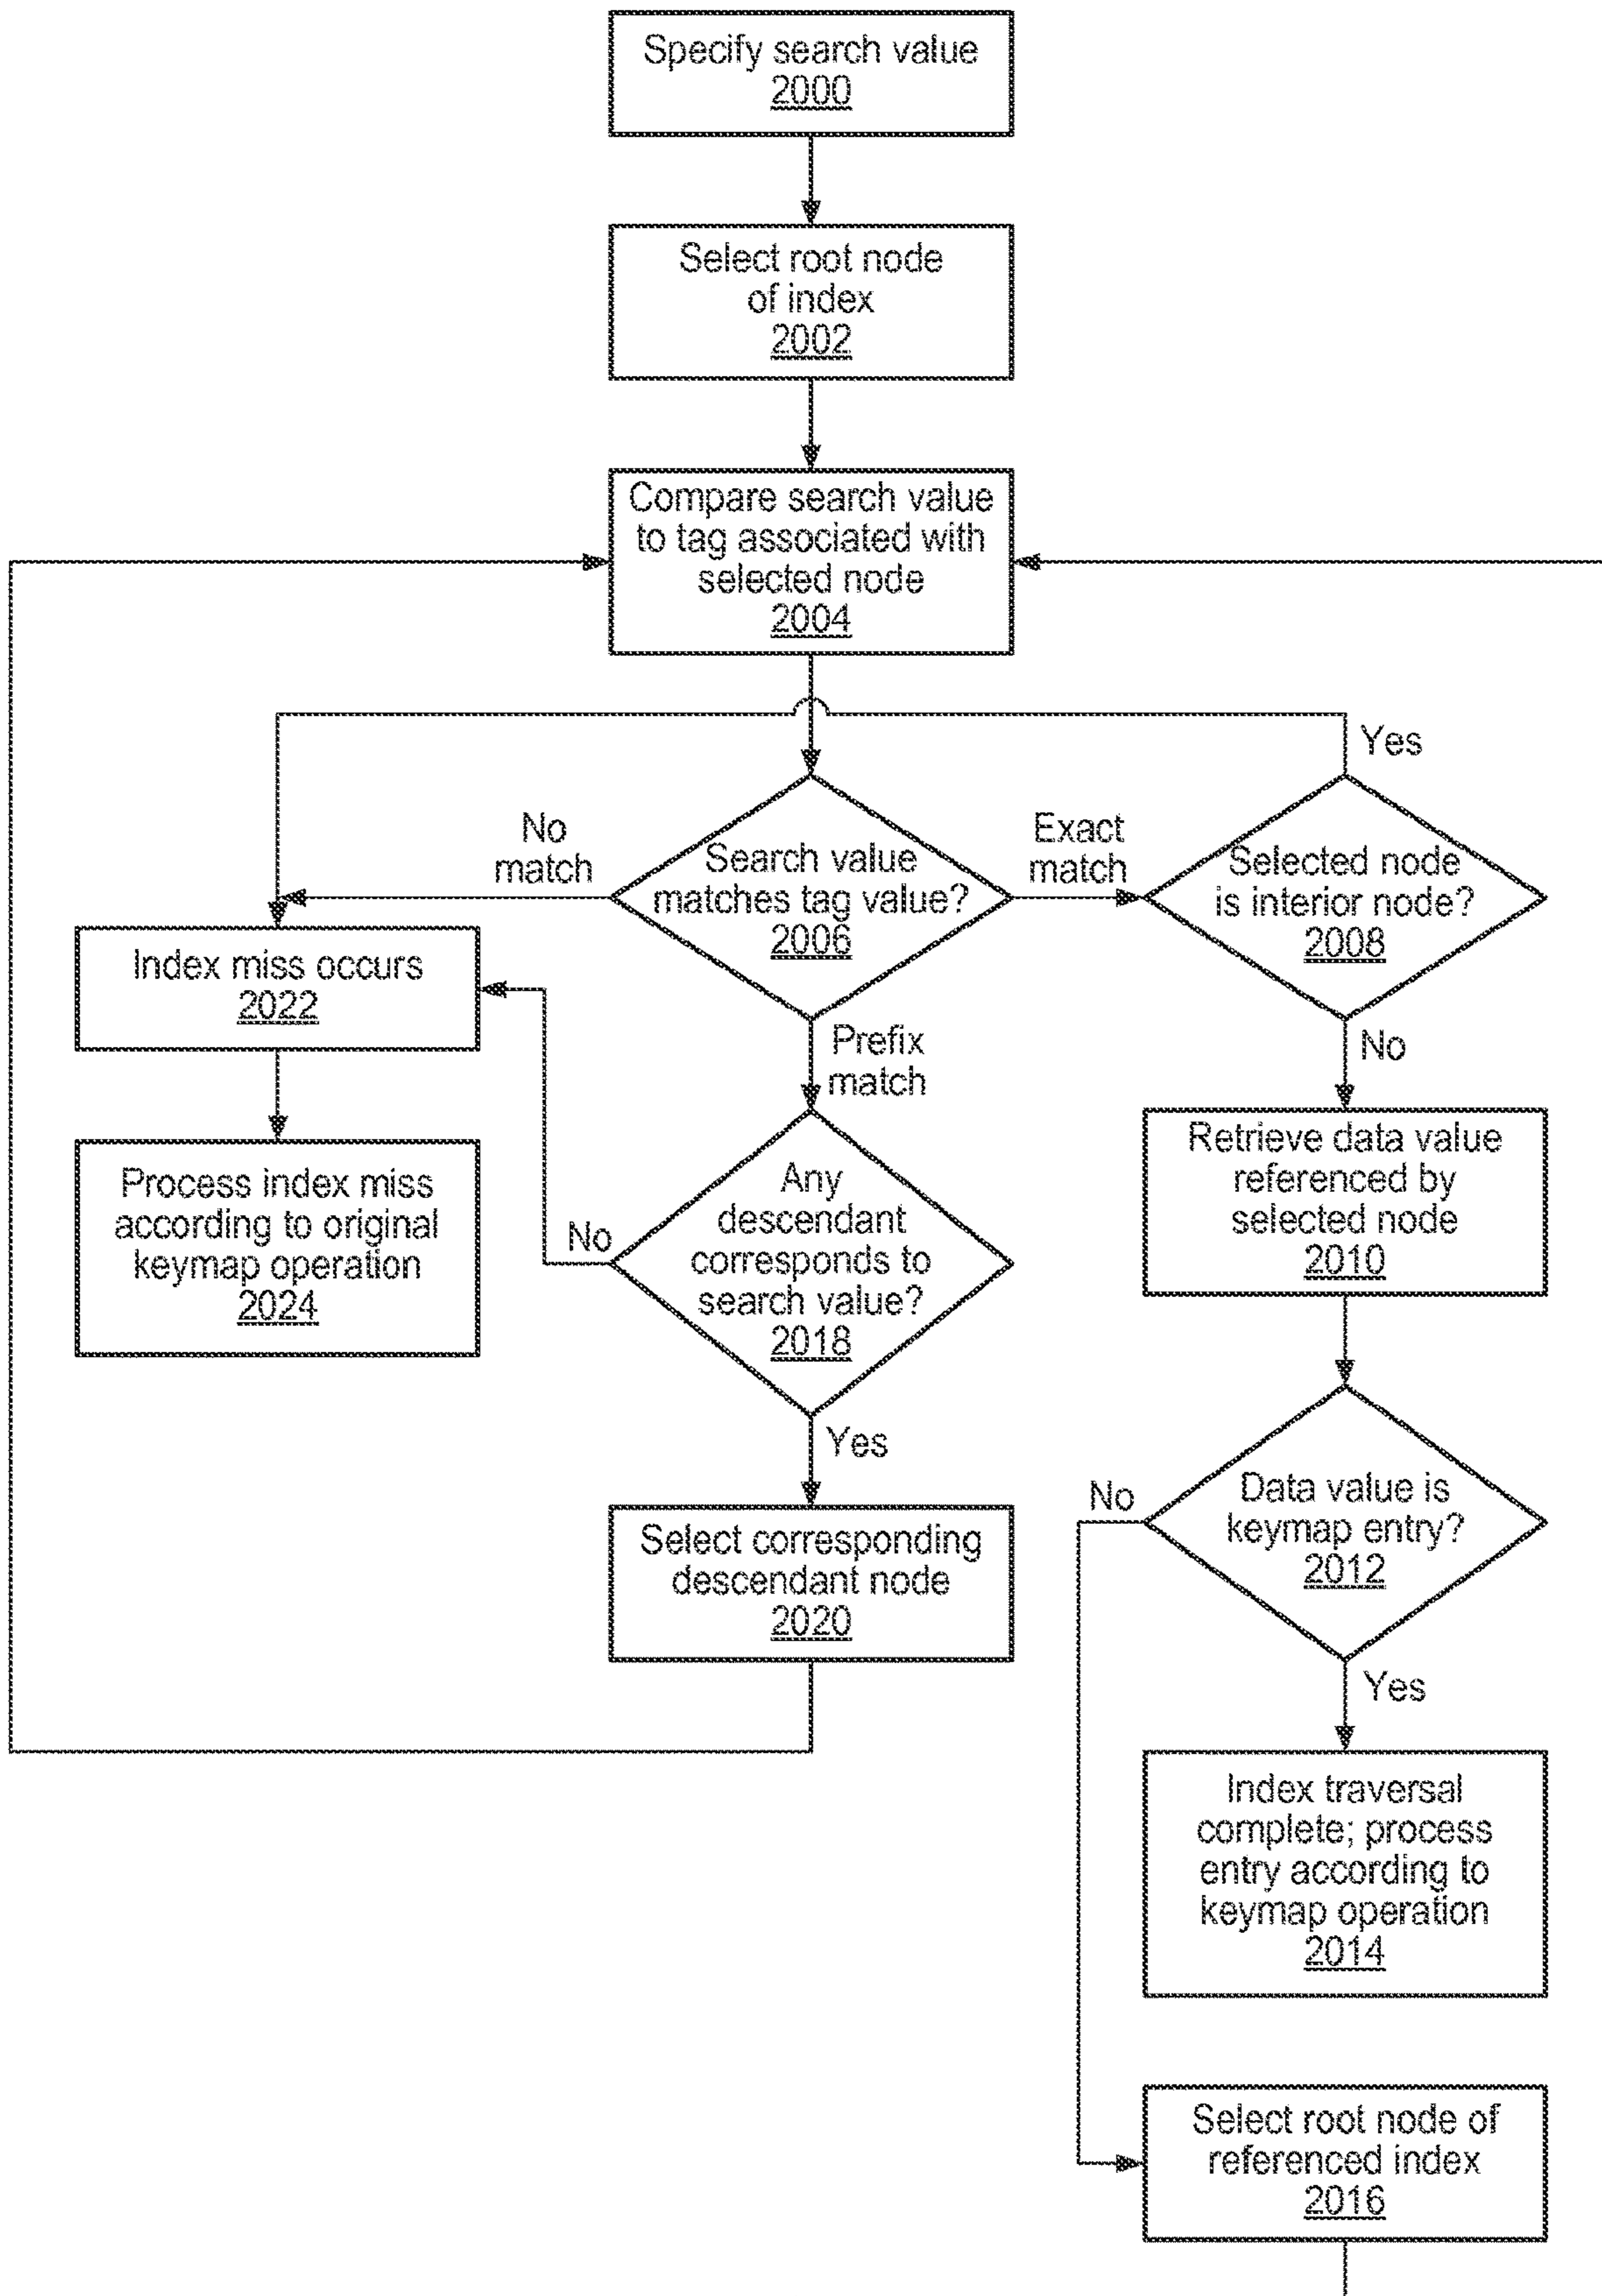 Specify search value
2000
Select root node
of index
2002
Compare search value
to tag associated with
selected node
2004
Yes
No
match
Search value
matches tag value?
2006
Exact
match
Selected node
is interior node?
2008
Index miss occurs
2022
Prefix
match
No
Process index miss
according to original
keymap operation
2024
No
Any
descendant
corresponds to
search value?
2018
Retrieve data value
referenced by
selected node
2010
Yes
No
Data value is
keymap entry?
2012
Select corresponding
descendant node
2020
Yes
Index traversal
complete; process
entry according to
keymap operation
2014
Select root node of
referenced index
2016